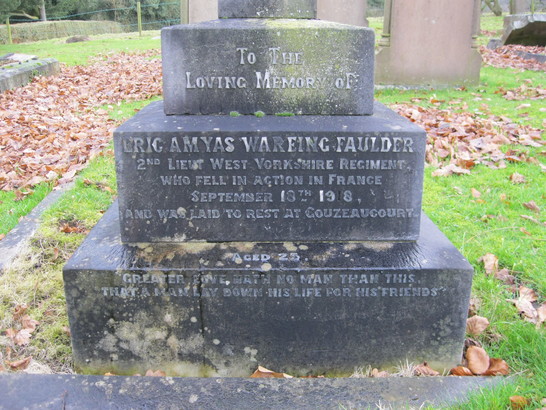 To The
Loving Memory of
ERIC AMYAS WAREING FAULDER
2ND LIEUT WEST YORKSHIRE REGIMENT
WHO FELL IN ACTION IN FRANCE
SEPTEMBER 18TH 1918,
AND WAS LAID TO REST AT GOUZEAUCOURT.
AGED
GREATER LOVE HATH NO MAN THAN THIS.
THAT A MAN LAY DOWN HIS LIFE FOR HIS FRIENDS